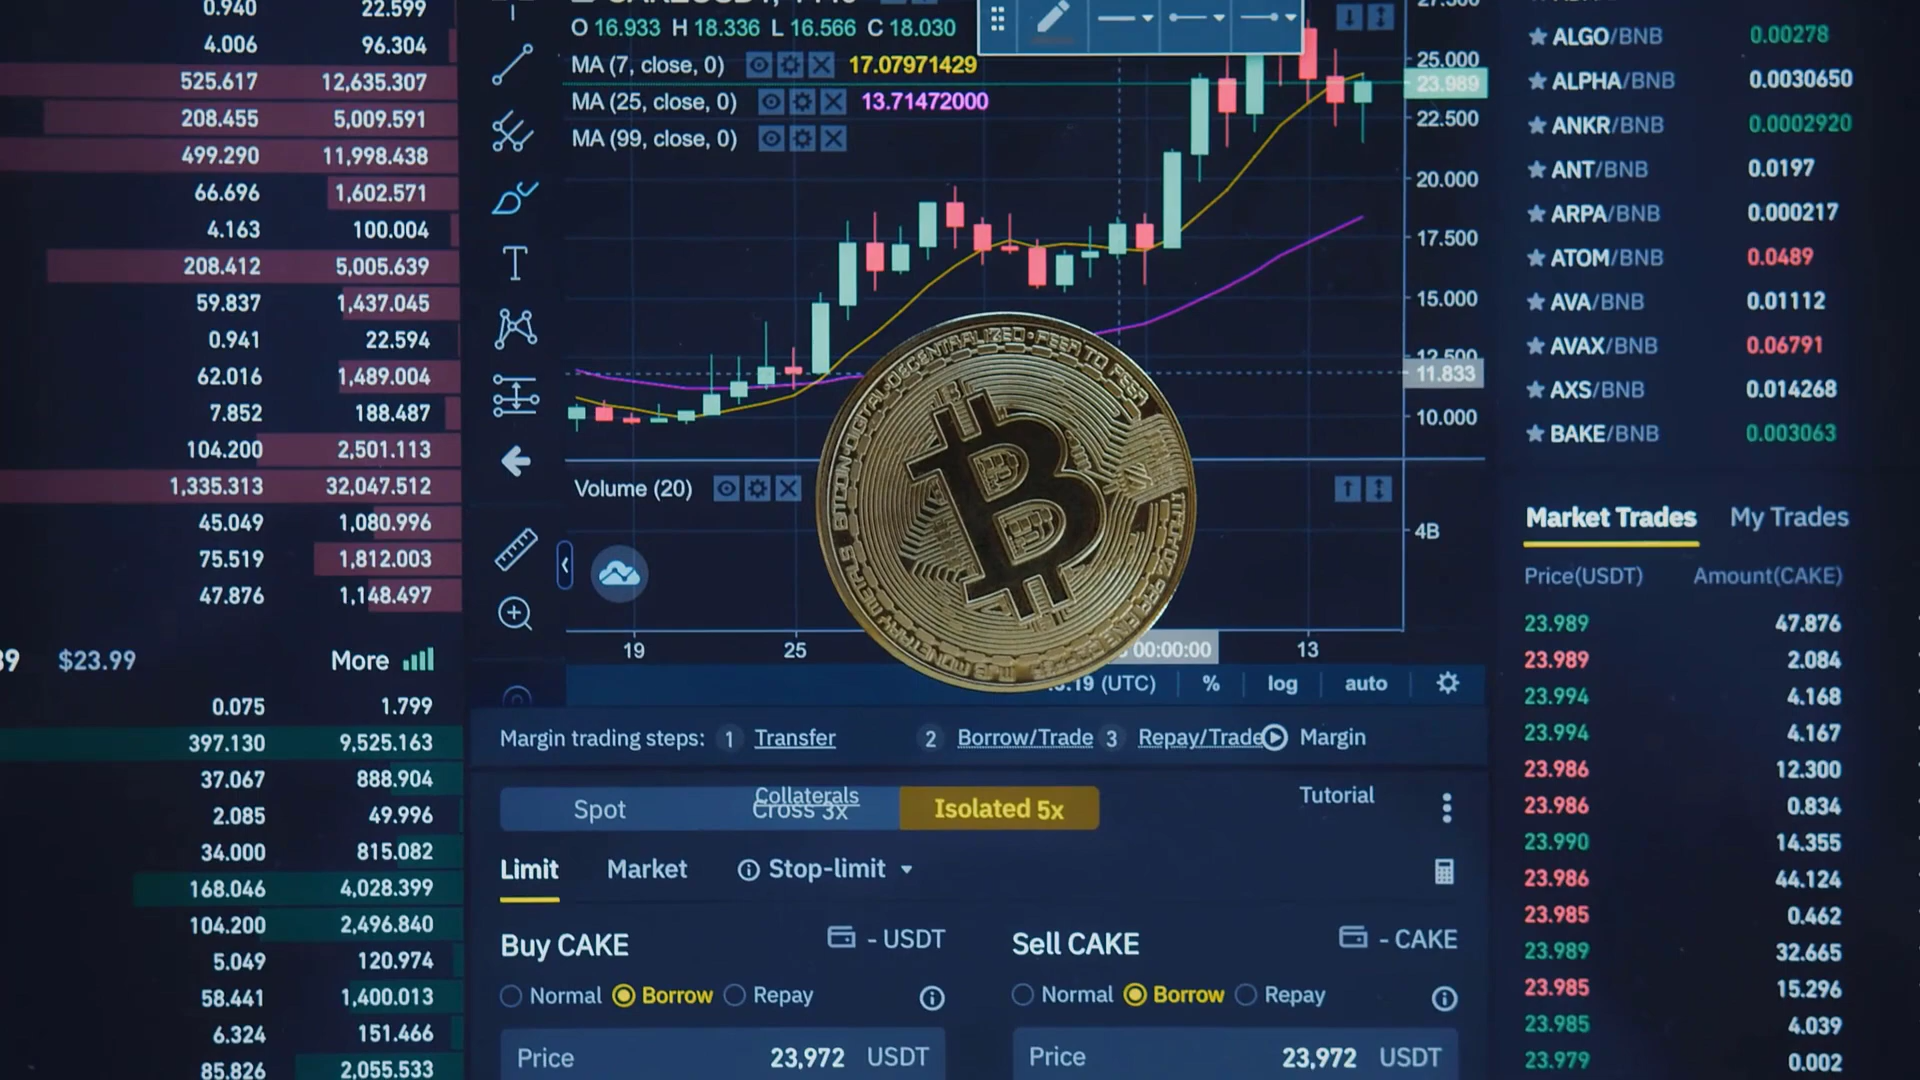 0.940 22.599
4.006 96.304
525.617 12,635.307
208.455 5,009.591
499.290 11,998.438
66.696 1,602.571
4.163 100.004
208.412 5,005.639
59.837 1,437.045
0.941 22.594
62.016 1,489.004
7.852 188.487
104.200 2,501.113
1,335.313 32,047.512
45.049 1,080.996
75.519 1,812.003
47.876 1,148.497
$23.99 More
0.075 1.799
397.130 9,525.163
37.067 888.904
2.085 49.996
34.000 815.082
168.046 4,028.399
104.200 2,496.840
5.049 120.974
58.441 1,400.013
6.324 151.466
85.826 2,055.533
O 16.933 H 18.336 L 16.566 C 18.030
MA (7, close, 0) 17.07971429
MA (25, close, 0) 13.71472000
MA (99, close, 0)
25.000
23.989
22.500
20.000
17.500
15.000
12.500
11.833
10.000
Volume (20)
4B
19 25 00:00:00 13
(UTC) % log auto
BITCOIN•DIGITAL•DECENTRALIZED•PEER TO PEER
Margin trading steps: 1 Transfer 2 Borrow/Trade 3 Repay/Trade Margin
Collaterals Tutorial
Spot Cross 3x Isolated 5x
Limit Market Stop-limit
Buy CAKE - USDT
Normal Borrow Repay
Price 23,972 USDT
Sell CAKE - CAKE
Normal Borrow Repay
Price 23,972 USDT
ALGO/BNB 0.00278
ALPHA/BNB 0.0030650
ANKR/BNB 0.0002920
ANT/BNB 0.0197
ARPA/BNB 0.000217
ATOM/BNB 0.0489
AVA/BNB 0.01112
AVAX/BNB 0.06791
AXS/BNB 0.014268
BAKE/BNB 0.003063
Market Trades My Trades
Price(USDT) Amount(CAKE)
23.989 47.876
23.989 2.084
23.994 4.168
23.994 4.167
23.986 12.300
23.986 0.834
23.990 14.355
23.986 44.124
23.985 0.462
23.989 32.665
23.985 15.296
23.985 4.039
23.979 0.002